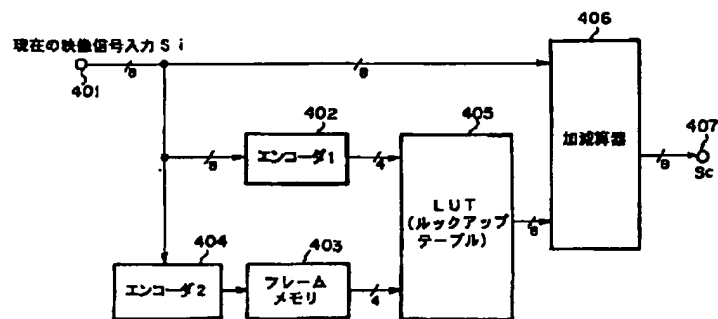 現在の映像信号入力Si
401
8
8
406
加減算器
407
8
Sc
402
エンコーダ1
8
4
405
LUT
(ルックアップ
テーブル)
8
404
エンコーダ2
403
フレーム
メモリ
4